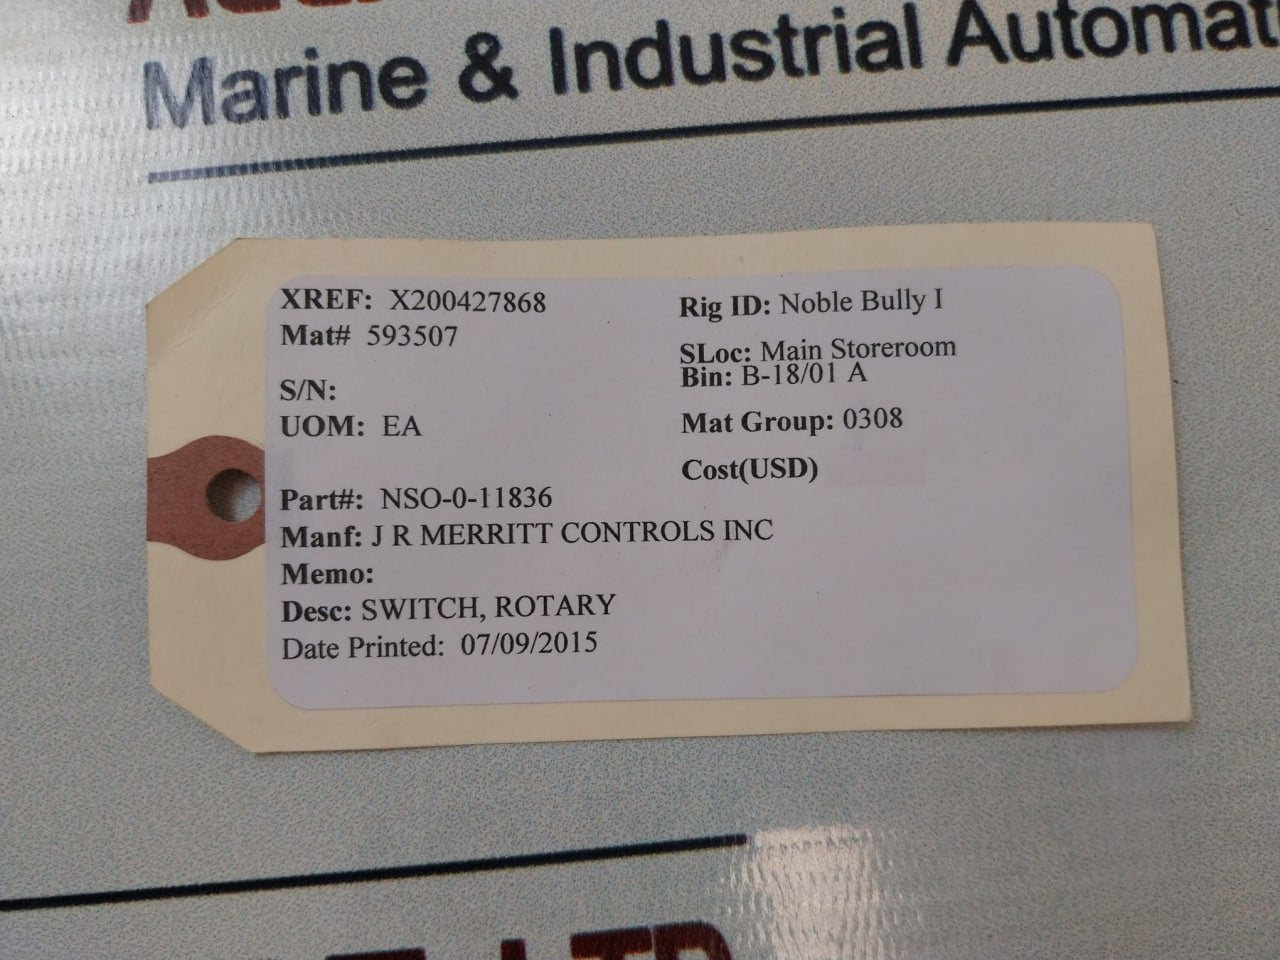 Marine & Industrial Automat
XREF: X200427868
Mat# 593507
S/N:
UOM: EA
Part#: NSO-0-11836
Manf: J R MERRITT CONTROLS INC
Memo:
Desc: SWITCH, ROTARY
Date Printed: 07/09/2015
Rig ID: Noble Bully I
SLoc: Main Storeroom
Bin: B-18/01 A
Mat Group: 0308
Cost(USD)
LTD